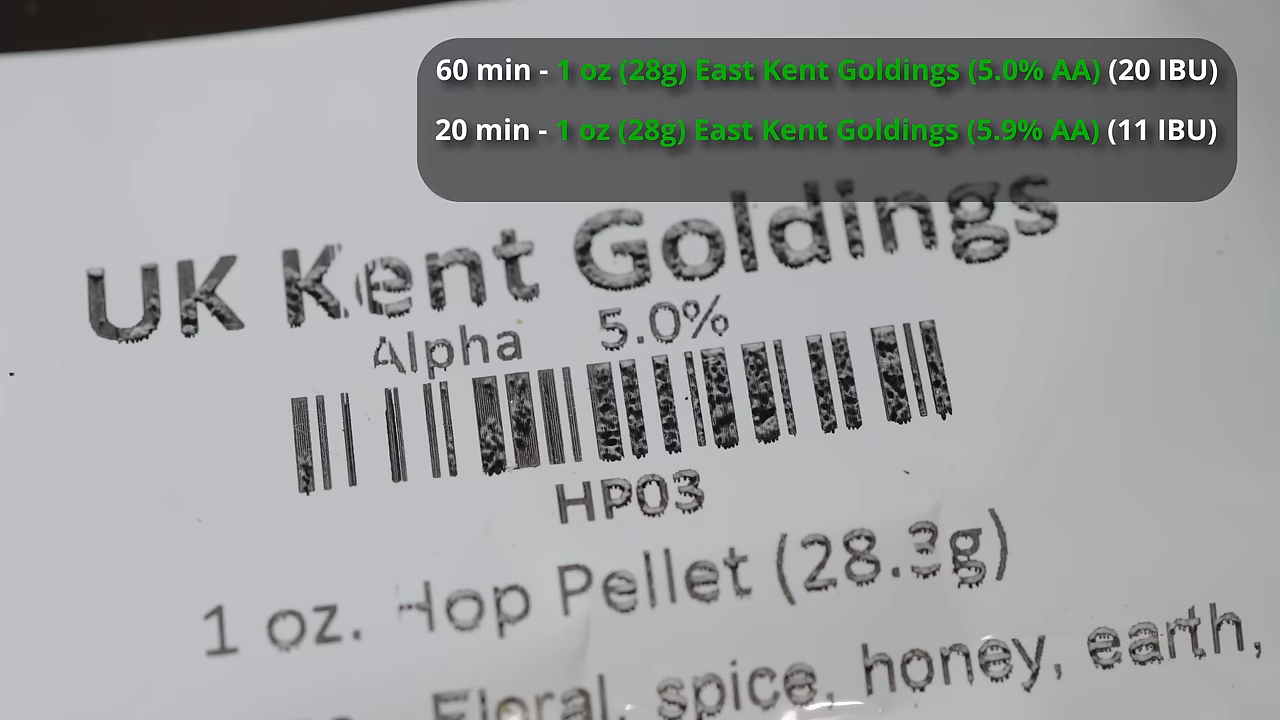 60 min - 1 oz (28g) East Kent Goldings (5.0% AA) (20 IBU)
20 min - 1 oz (28g) East Kent Goldings (5.9% AA) (11 IBU)
UK Kent Goldings
Alpha 5.0%
HP03
1 oz. Hop Pellet (28.3g)
Floral, spice, honey, earth,